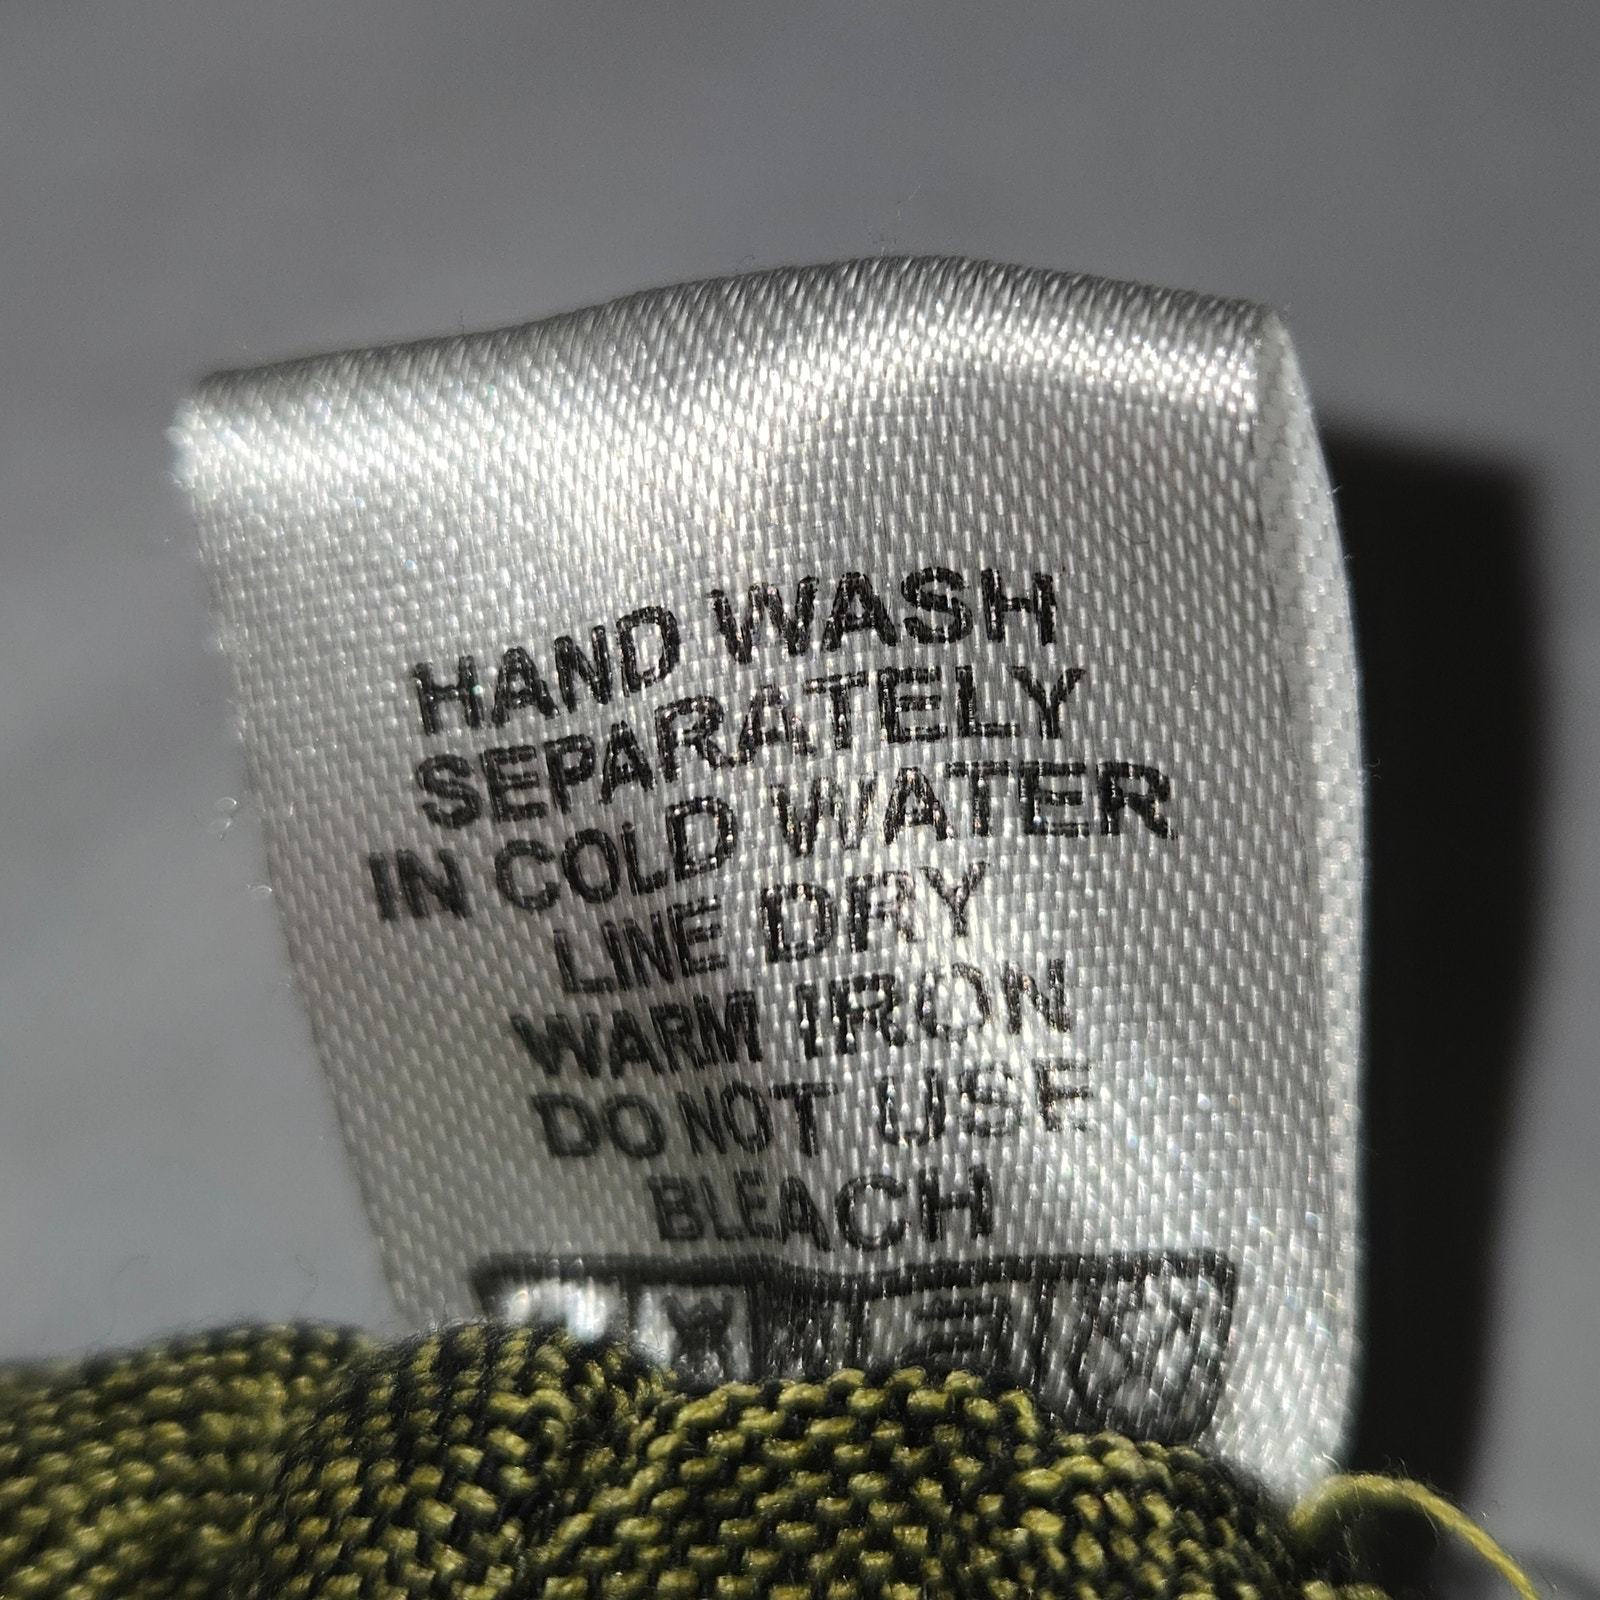 HAND WASH
SEPARATELY
IN COLD WATER
LINE DRY
WARM IRON
DO NOT USE
BLEACH